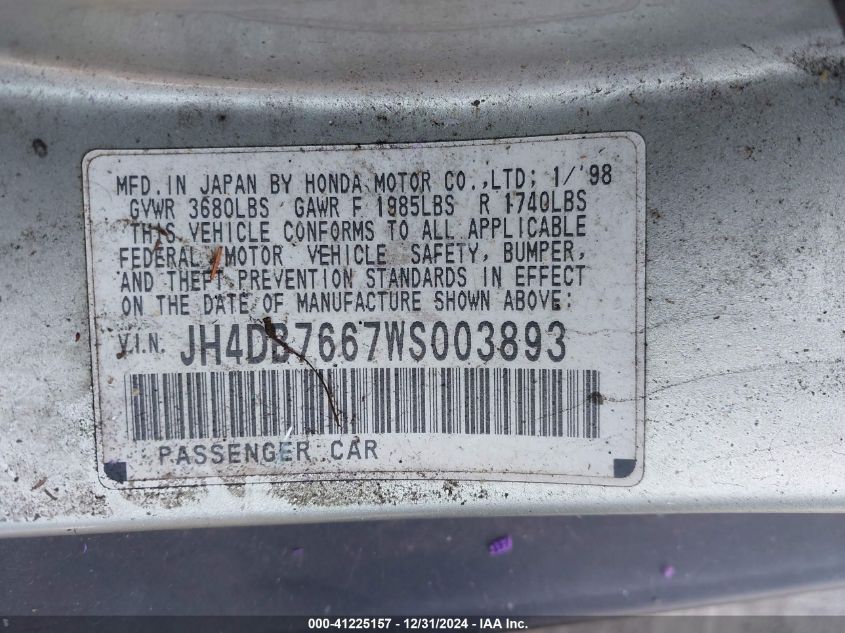 MFD. IN JAPAN BY HONDA MOTOR CO.,LTD; 1/'98
GVWR 3680LBS GAWR F 1985LBS R 1740LBS
THIS VEHICLE CONFORMS TO ALL APPLICABLE
FEDERAL MOTOR VEHICLE SAFETY, BUMPER,
AND THEFT PREVENTION STANDARDS IN EFFECT
ON THE DATE OF MANUFACTURE SHOWN ABOVE:
V.I.N. JH4DB7667WS003893
PASSENGER CAR
000-41225157 - 12/31/2024 - IAA Inc.